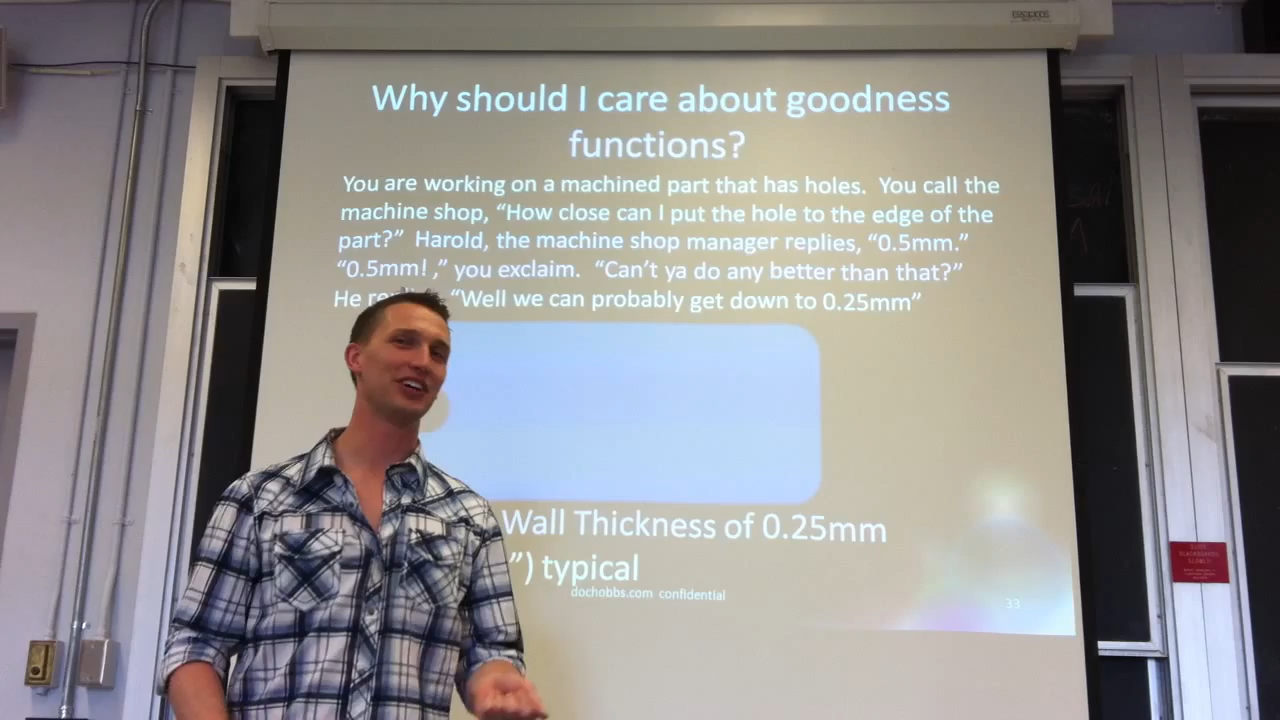 Why should I care about goodness
functions?
You are working on a machined part that has holes. You call the
machine shop, “How close can I put the hole to the edge of the
part?” Harold, the machine shop manager replies, “0.5mm.”
“0.5mm! ,” you exclaim. “Can’t ya do any better than that?”
He “Well we can probably get down to 0.25mm”
Wall Thickness of 0.25mm
”) typical
dochobbs.com confidential
33